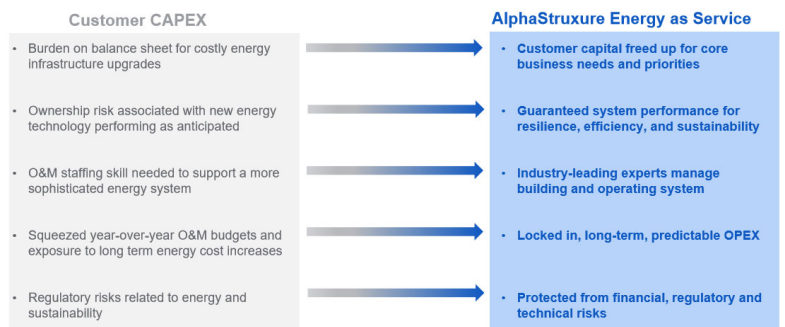 Customer CAPEX
AlphaStruxure Energy as Service
• Burden on balance sheet for costly energy
infrastructure upgrades
• Customer capital freed up for core
business needs and priorities
• Ownership risk associated with new energy
technology performing as anticipated
• Guaranteed system performance for
resilience, efficiency, and sustainability
• O&M staffing skill needed to support a more
sophisticated energy system
• Industry-leading experts manage
building and operating system
• Squeezed year-over-year O&M budgets and
exposure to long term energy cost increases
• Locked in, long-term, predictable OPEX
• Regulatory risks related to energy and
sustainability
• Protected from financial, regulatory and
technical risks